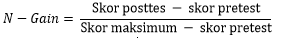 N − Gain = Skor posttes − skor pretest
Skor maksimum − skor pretest